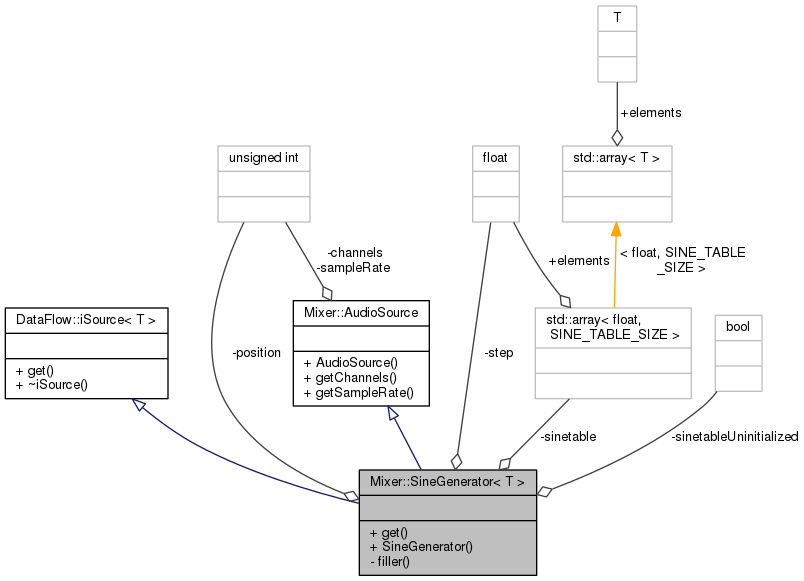 T
+elements
unsigned int
float
std::array< T >
-channels
-sampleRate
+elements
< float, SINE_TABLE
_SIZE >
DataFlow::iSource< T >
+ get()
+ ~iSource()
-position
Mixer::AudioSource
+ AudioSource()
+ getChannels()
+ getSampleRate()
-step
std::array< float,
SINE_TABLE_SIZE >
bool
-sinetable
-sinetableUninitialized
Mixer::SineGenerator< T >
+ get()
+ SineGenerator()
- filler()